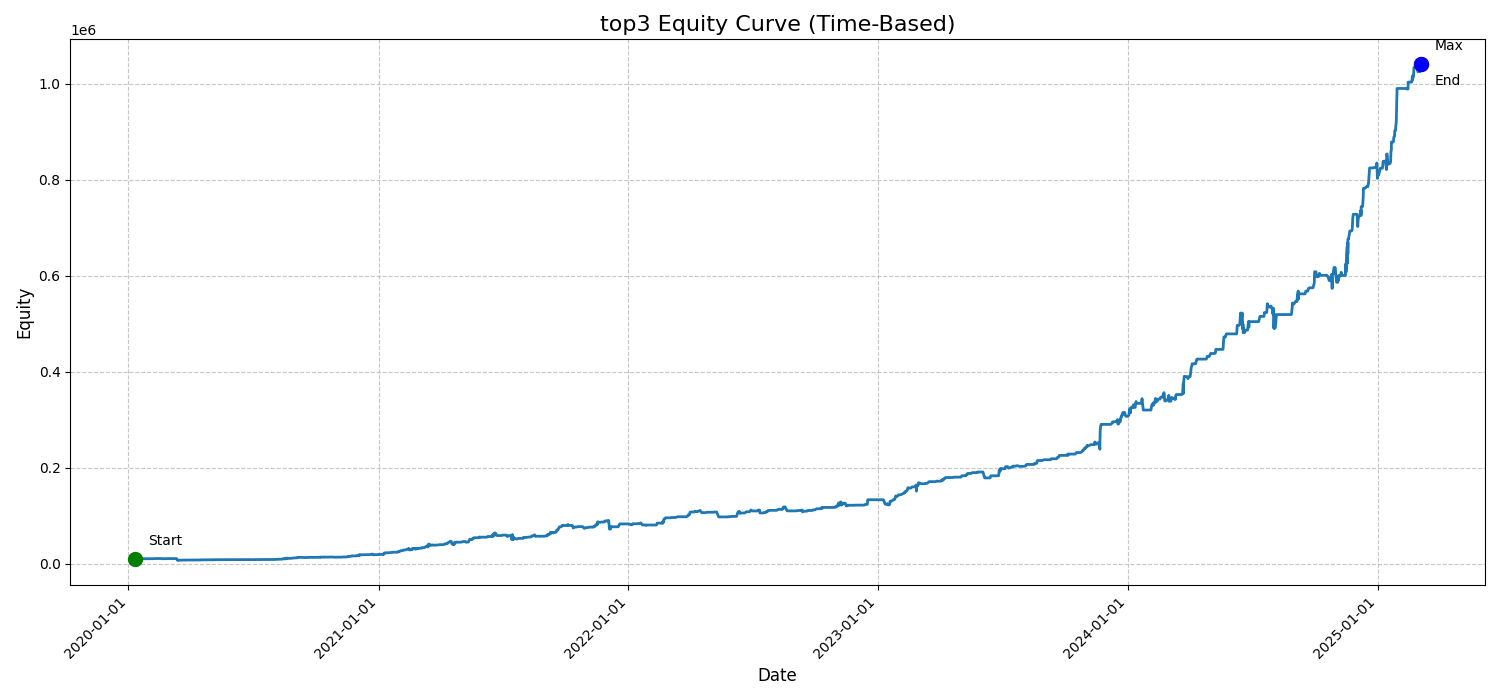 top3 Equity Curve (Time-Based)
1e6
Max
End
1.0
0.8
0.6
0.4
0.2
0.0
Equity
Start
2020-01-01
2021-01-01
2022-01-01
2023-01-01
2024-01-01
2025-01-01
Date